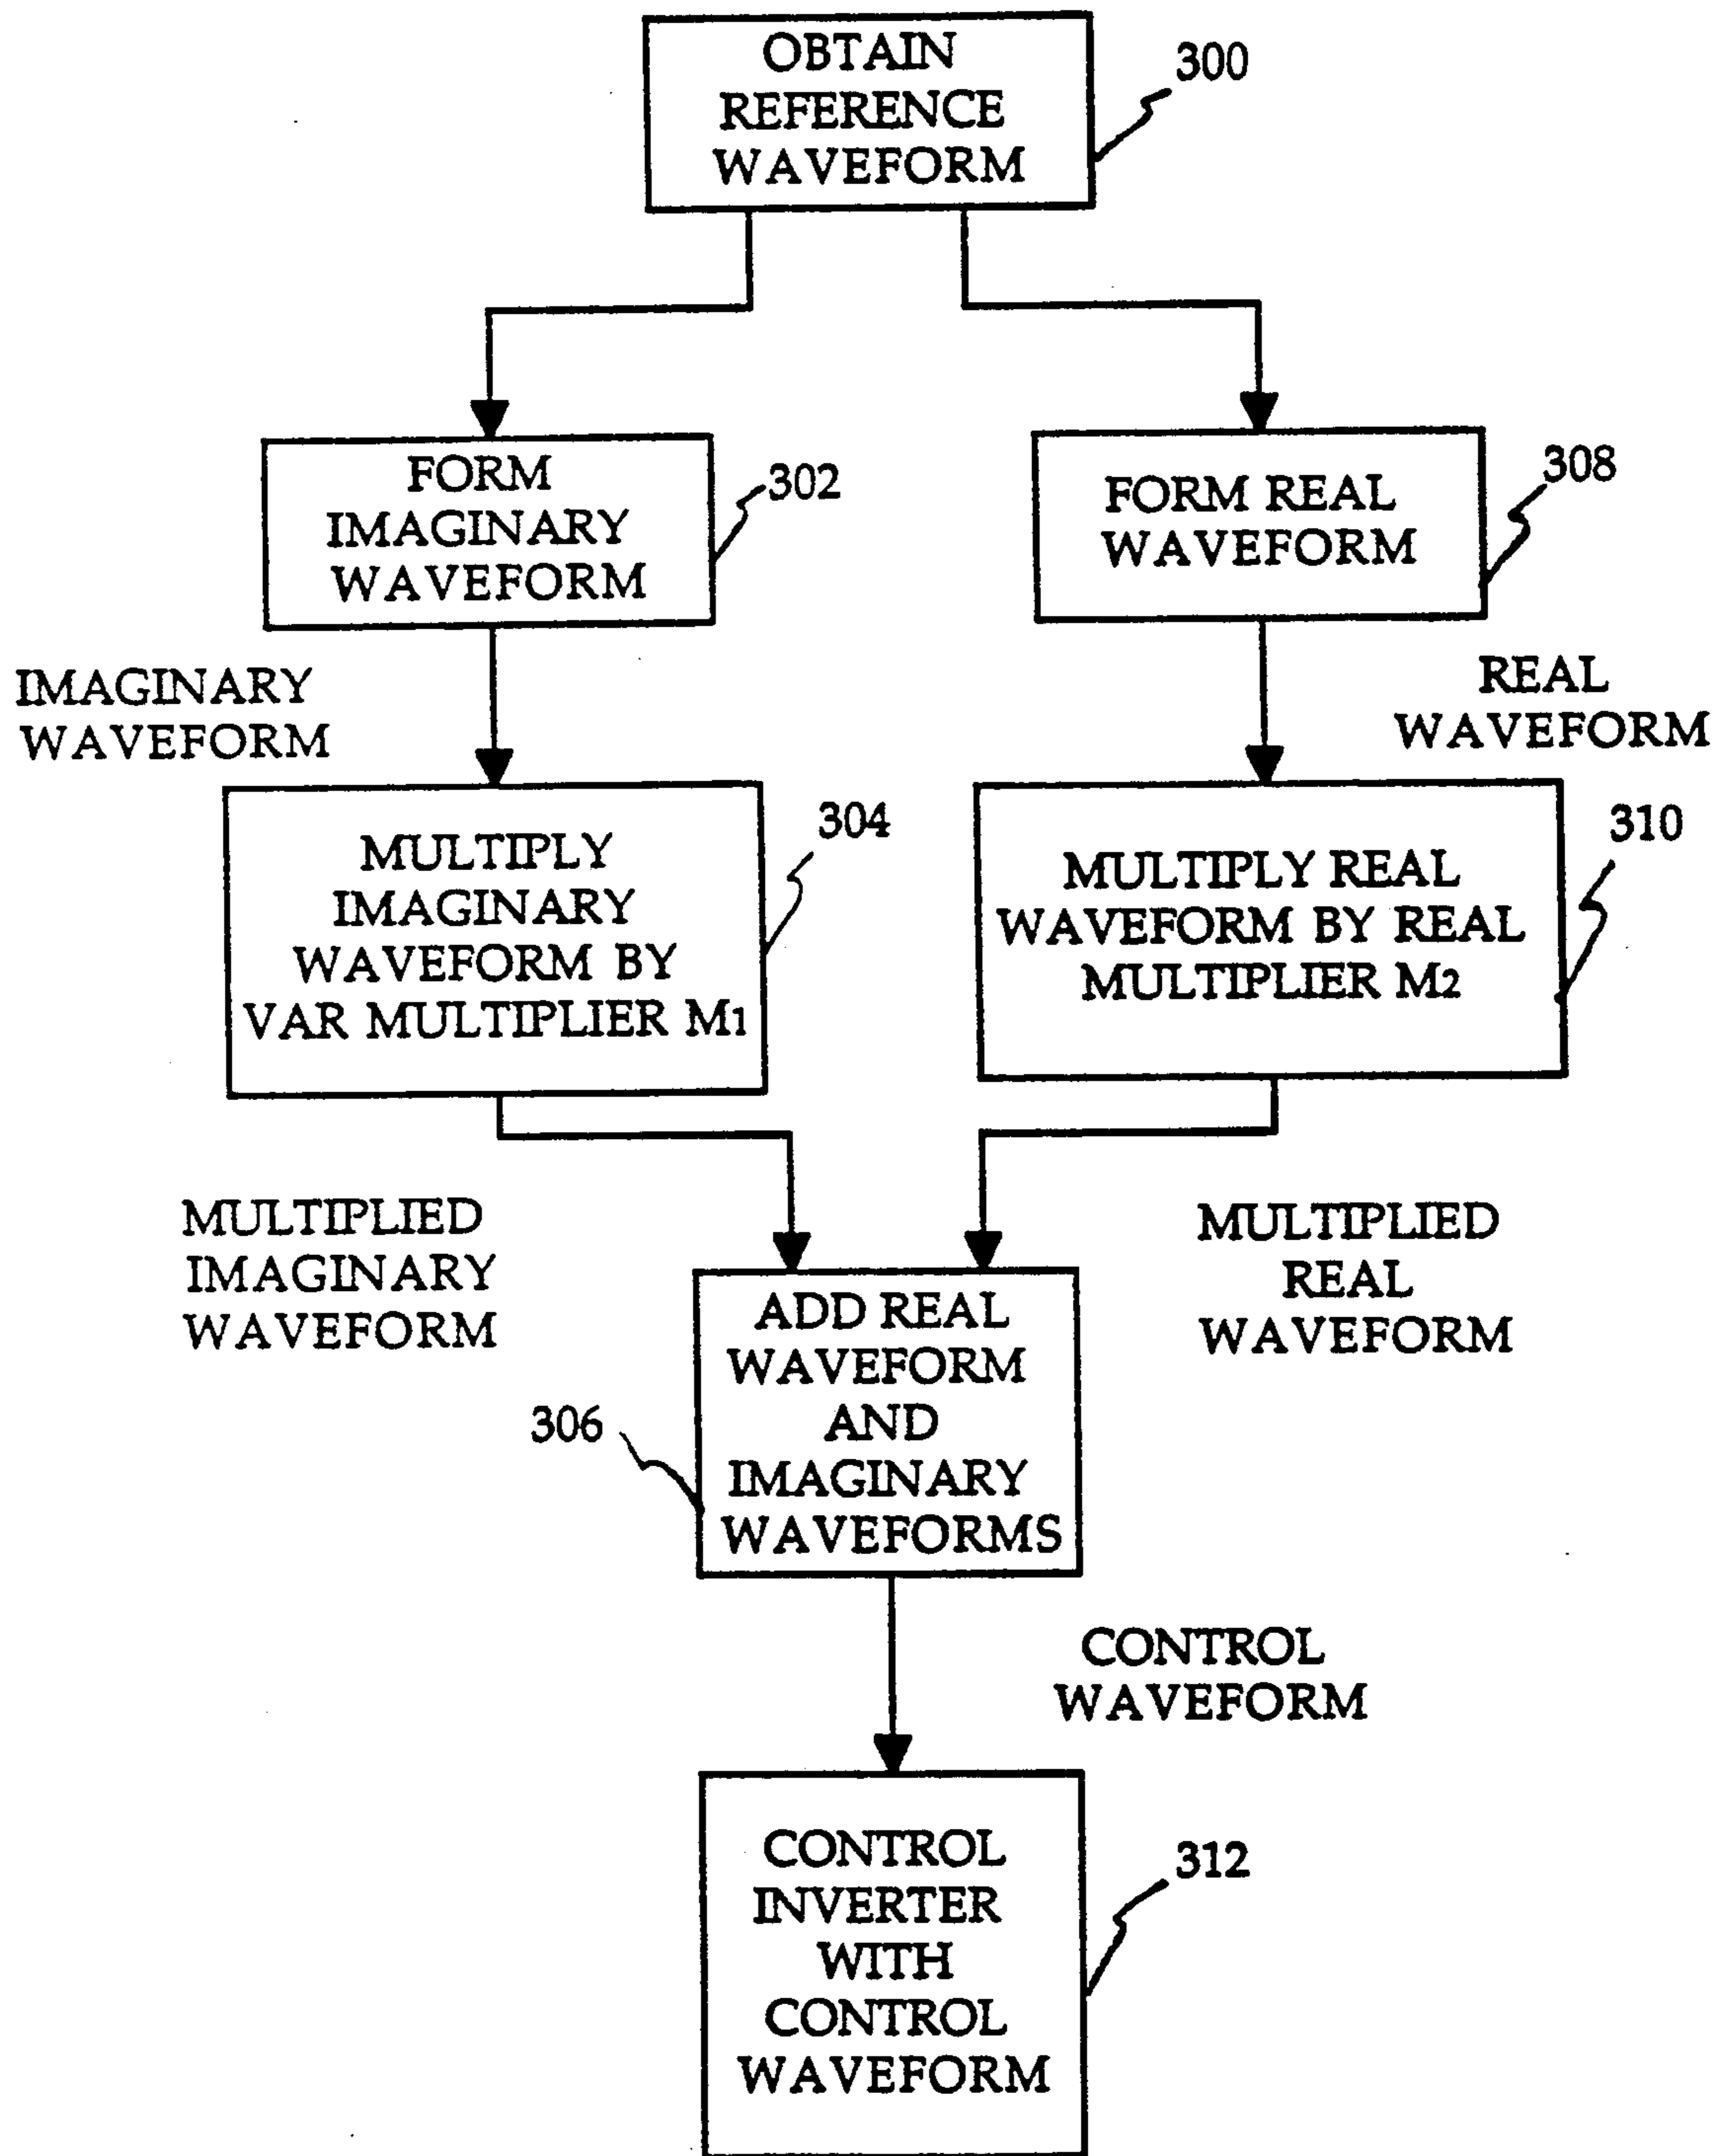 OBTAIN
REFERENCE
WAVEFORM
300
FORM
IMAGINARY
WAVEFORM
302
FORM REAL
WAVEFORM
308
IMAGINARY
WAVEFORM
REAL
WAVEFORM
MULTIPLY
IMAGINARY
WAVEFORM BY
VAR MULTIPLIER M1
304
MULTIPLY REAL
WAVEFORM BY REAL
MULTIPLIER M2
310
MULTIPLIED
IMAGINARY
WAVEFORM
MULTIPLIED
REAL
WAVEFORM
ADD REAL
WAVEFORM
AND
IMAGINARY
WAVEFORMS
306
CONTROL
WAVEFORM
CONTROL
INVERTER
WITH
CONTROL
WAVEFORM
312